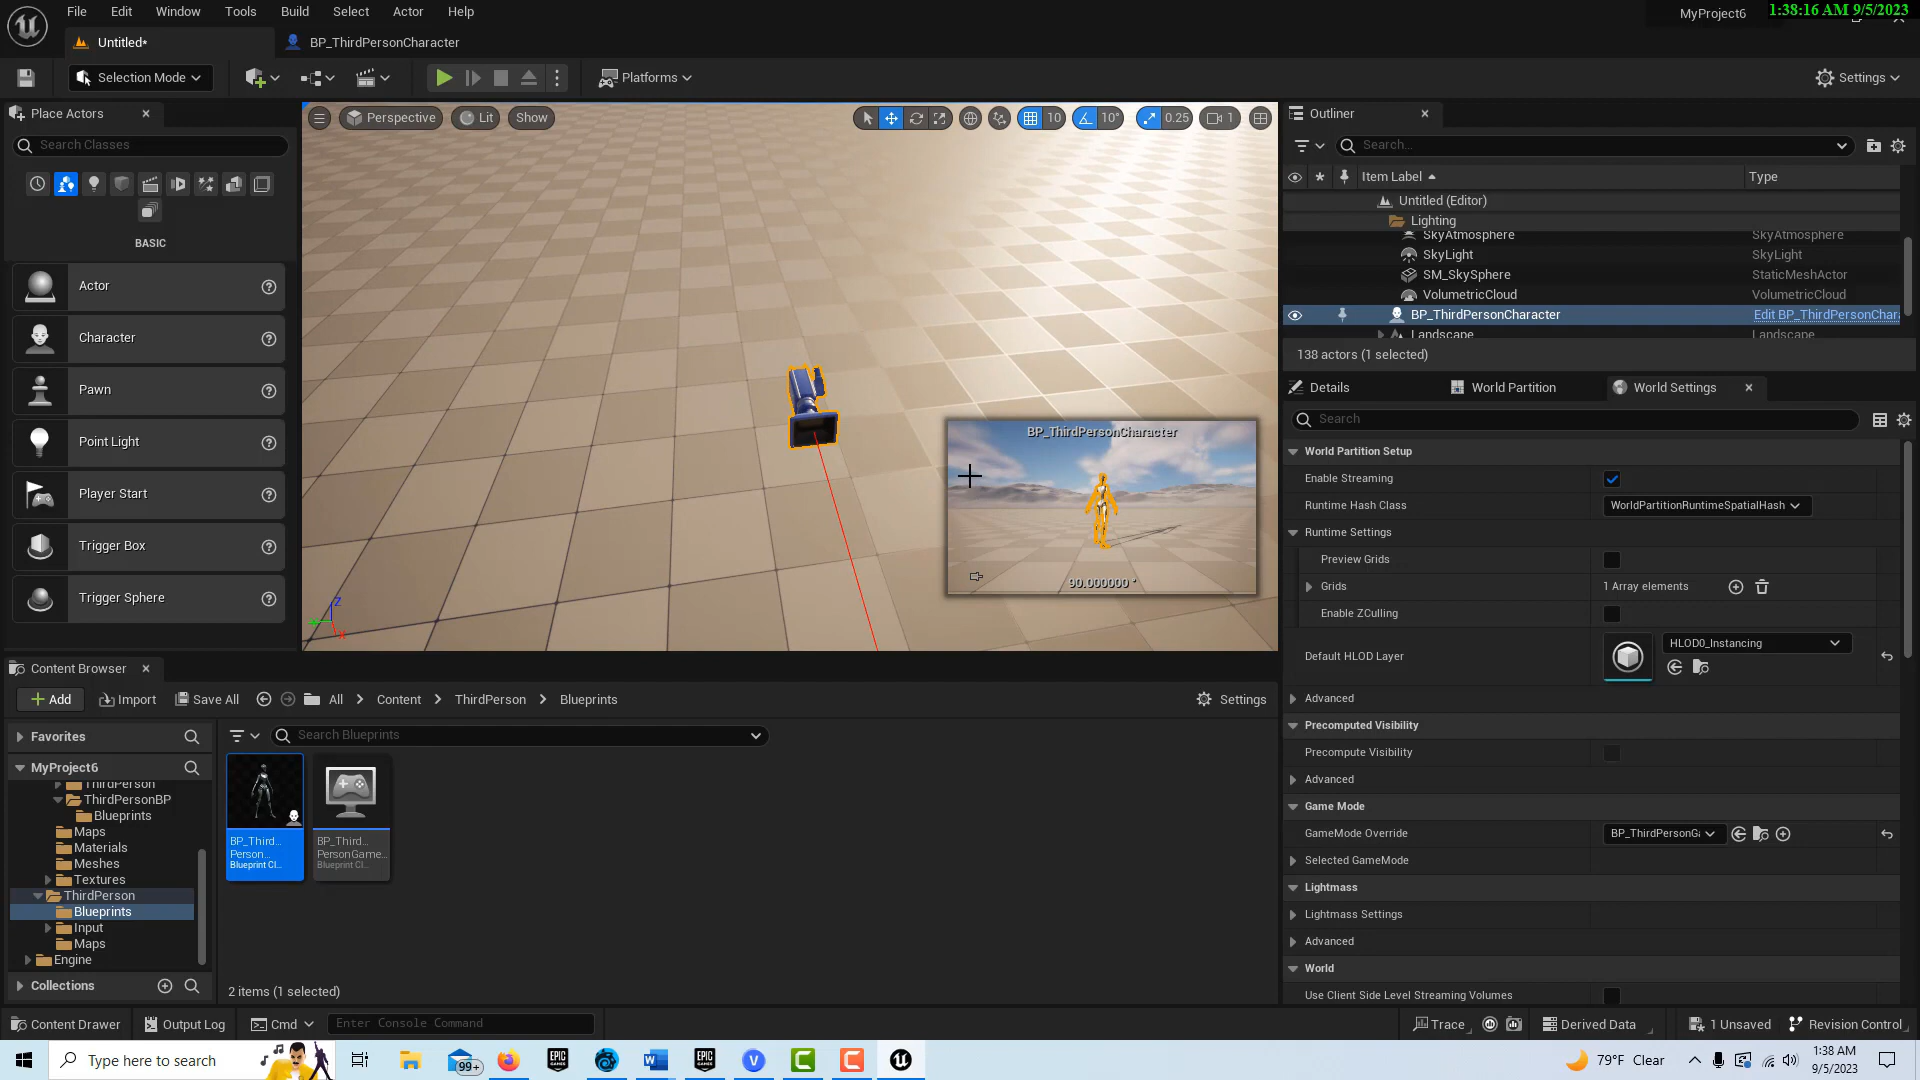 File Edit Window Tools Build Select Actor Help
MyProject6
1:38:16 AM 9/5/2023
Untitled*
BP_ThirdPersonCharacter
Selection Mode
Platforms
Settings
Place Actors
Search Classes
BASIC
Actor
Character
Pawn
Point Light
Player Start
Trigger Box
Trigger Sphere
Perspective
Lit
Show
10
10°
0.25
1
BP_ThirdPersonCharacter
90.000000 °
Z
X
Outliner
Search...
Item Label
Type
Untitled (Editor)
Lighting
SkyAtmosphere SkyAtmosphere
SkyLight SkyLight
SM_SkySphere StaticMeshActor
VolumetricCloud VolumetricCloud
BP_ThirdPersonCharacter Edit BP_ThirdPersonChar
Landscape Landscape
138 actors (1 selected)
Details
World Partition
World Settings
Search
World Partition Setup
Enable Streaming
Runtime Hash Class WorldPartitionRuntimeSpatialHash
Runtime Settings
Preview Grids
Grids 1 Array elements
Enable ZCulling
Default HLOD Layer HLOD0_Instancing
Advanced
Precomputed Visibility
Precompute Visibility
Advanced
Game Mode
GameMode Override BP_ThirdPersonGa
Selected GameMode
Lightmass
Lightmass Settings
Advanced
World
Use Client Side Level Streaming Volumes
Content Browser
Add
Import
Save All
All
Content
ThirdPerson
Blueprints
Settings
Favorites
MyProject6
ThirdPerson
ThirdPersonBP
Blueprints
Maps
Materials
Meshes
Textures
ThirdPerson
Blueprints
Input
Maps
Engine
Collections
Search Blueprints
BP_Third...
Person...
Blueprint Cl...
BP_Third...
PersonGame...
Blueprint Cl...
2 items (1 selected)
Content Drawer
Output Log
Cmd
Enter Console Command
Trace
Derived Data
1 Unsaved
Revision Control
Type here to search
99+
EPIC GAMES
W
EPIC GAMES
V
C
C
79°F Clear
1:38 AM
9/5/2023